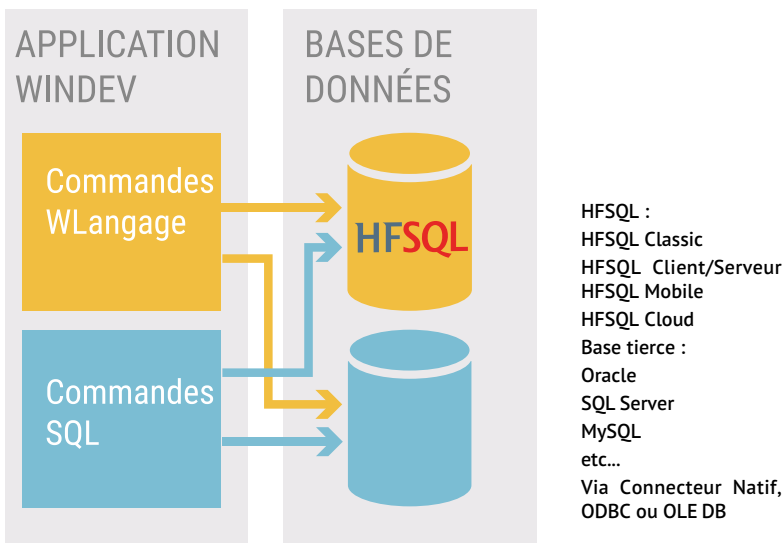 APPLICATION
WINDEV
BASES DE
DONNÉES
Commandes
WLangage
HFSQL
Commandes
SQL
HFSQL :
HFSQL Classic
HFSQL Client/Serveur
HFSQL Mobile
HFSQL Cloud
Base tierce :
Oracle
SQL Server
MySQL
etc...
Via Connecteur Natif,
ODBC ou OLE DB